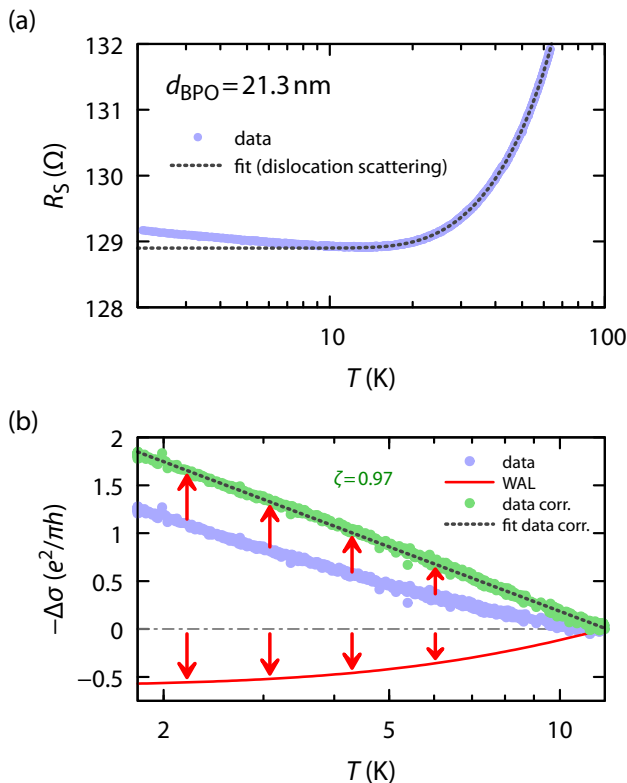 (a)
132
131
130
129
128
R_S (Ω)
d_BPO = 21.3 nm
data
fit (dislocation scattering)
10
100
T (K)
(b)
2
1.5
1
0.5
0
−0.5
−Δσ (e²/πh)
ζ=0.97
data
WAL
data corr.
fit data corr.
2
5
10
T (K)